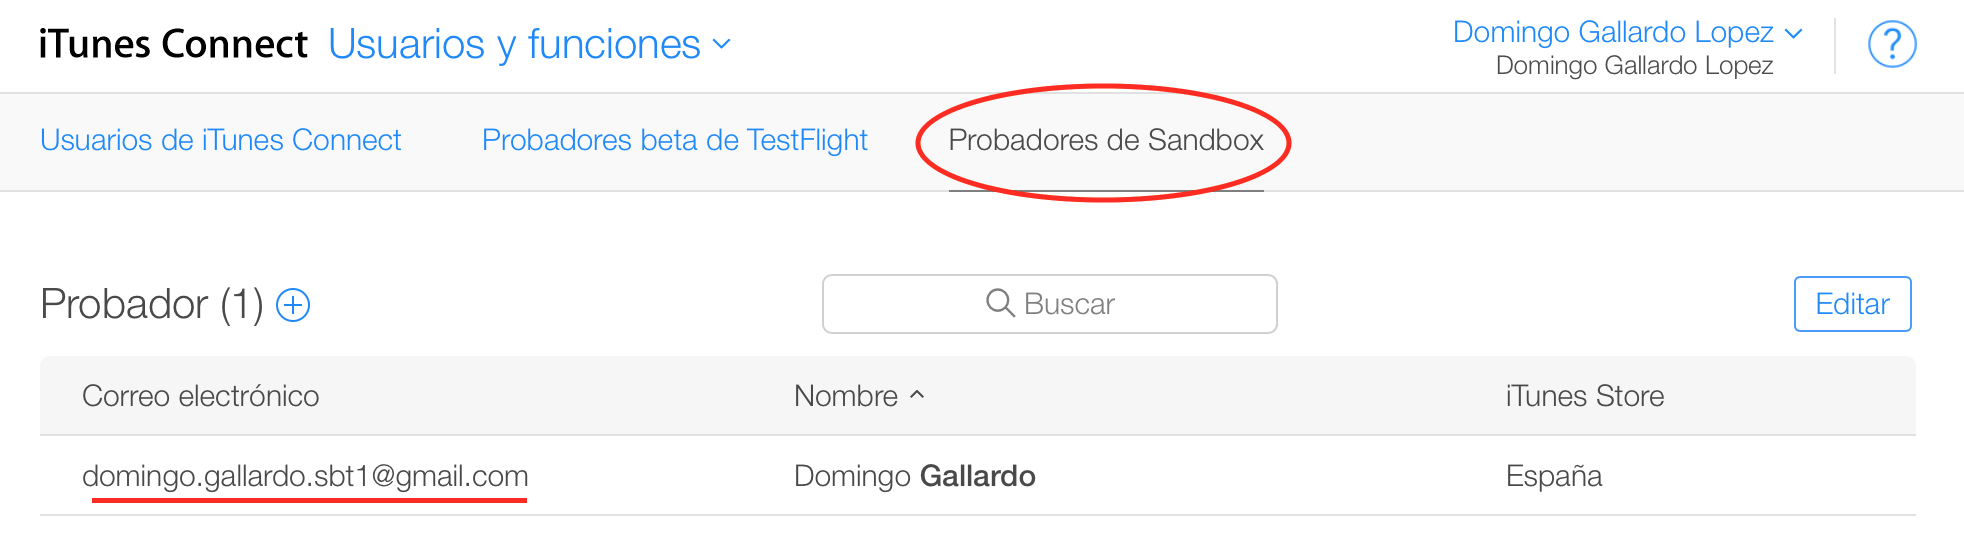 iTunes Connect Usuarios y funciones
Domingo Gallardo Lopez
Domingo Gallardo Lopez
?
Usuarios de iTunes Connect Probadores beta de TestFlight Probadores de Sandbox
Probador (1)
Buscar
Editar
Correo electrónico Nombre iTunes Store
domingo.gallardo.sbt1@gmail.com Domingo Gallardo España